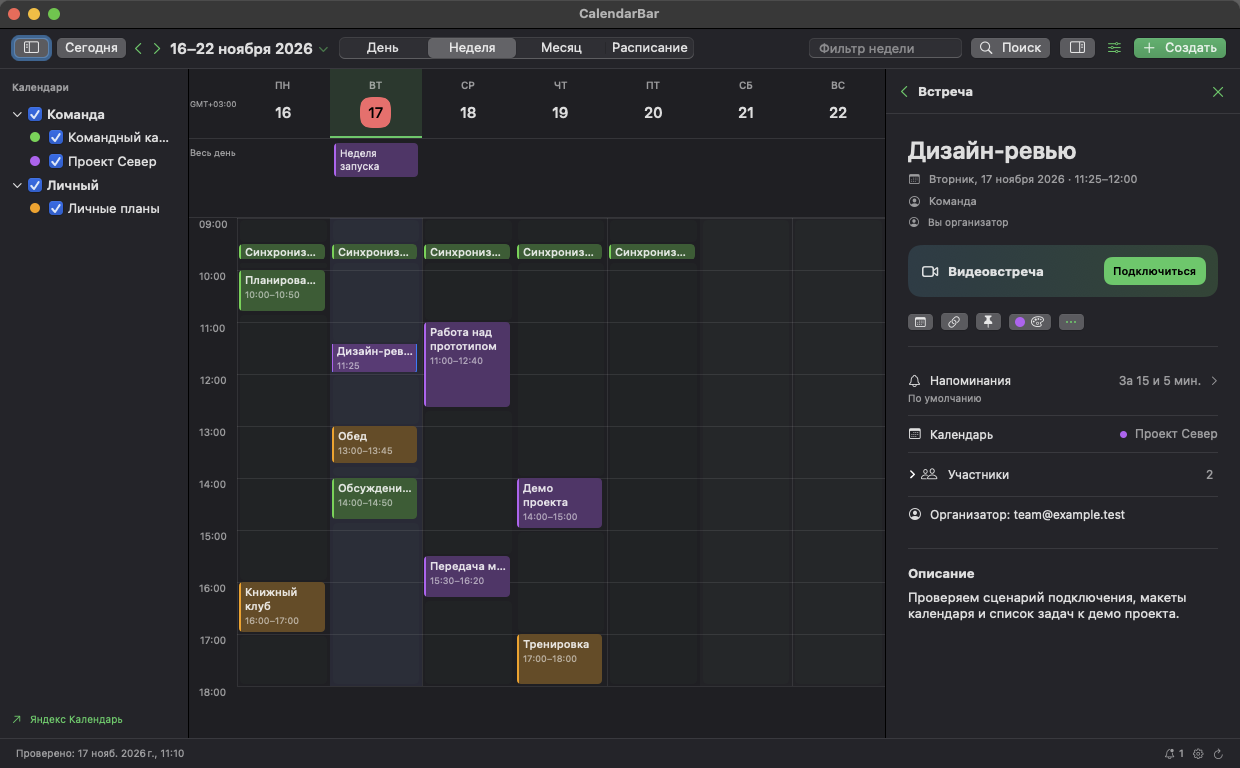 CalendarBar
Сегодня
16–22 ноября 2026
День
Неделя
Месяц
Расписание
Фильтр недели
Поиск
Создать
Календари
Команда
Командный ка...
Проект Север
Личный
Личные планы
Яндекс Календарь
GMT+03:00
ПН
16
ВТ
17
СР
18
ЧТ
19
ПТ
20
СБ
21
ВС
22
Весь день
Неделя
запуска
09:00
10:00
11:00
12:00
13:00
14:00
15:00
16:00
17:00
18:00
Синхрониз...
Планирова...
10:00–10:50
Книжный
клуб
16:00–17:00
Синхрониз...
Дизайн-рев...
11:25
Обед
13:00–13:45
Обсуждени...
14:00–14:50
Синхрониз...
Работа над
прототипом
11:00–12:40
Передача м...
15:30–16:20
Синхрониз...
Демо
проекта
14:00–15:00
Тренировка
17:00–18:00
Синхрониз...
Встреча
Дизайн-ревью
Вторник, 17 ноября 2026 · 11:25–12:00
Команда
Вы организатор
Видеовстреча
Подключиться
Напоминания
За 15 и 5 мин.
По умолчанию
Календарь
Проект Север
Участники
2
Организатор: team@example.test
Описание
Проверяем сценарий подключения, макеты
календаря и список задач к демо проекта.
Проверено: 17 нояб. 2026 г., 11:10
1